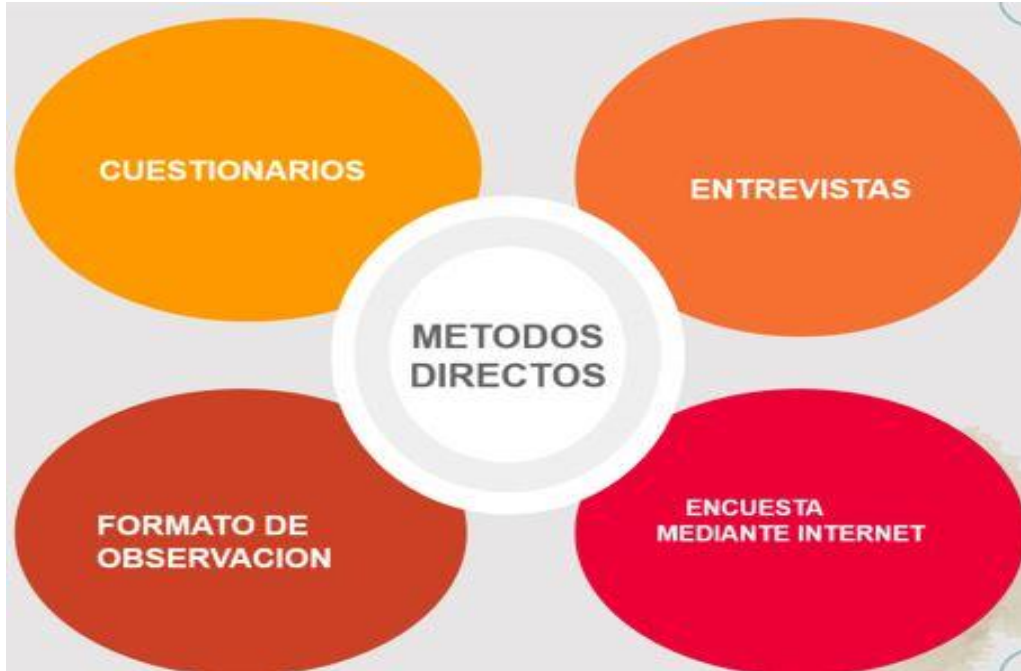 CUESTIONARIOS
ENTREVISTAS
METODOS
DIRECTOS
FORMATO DE
OBSERVACION
ENCUESTA
MEDIANTE INTERNET